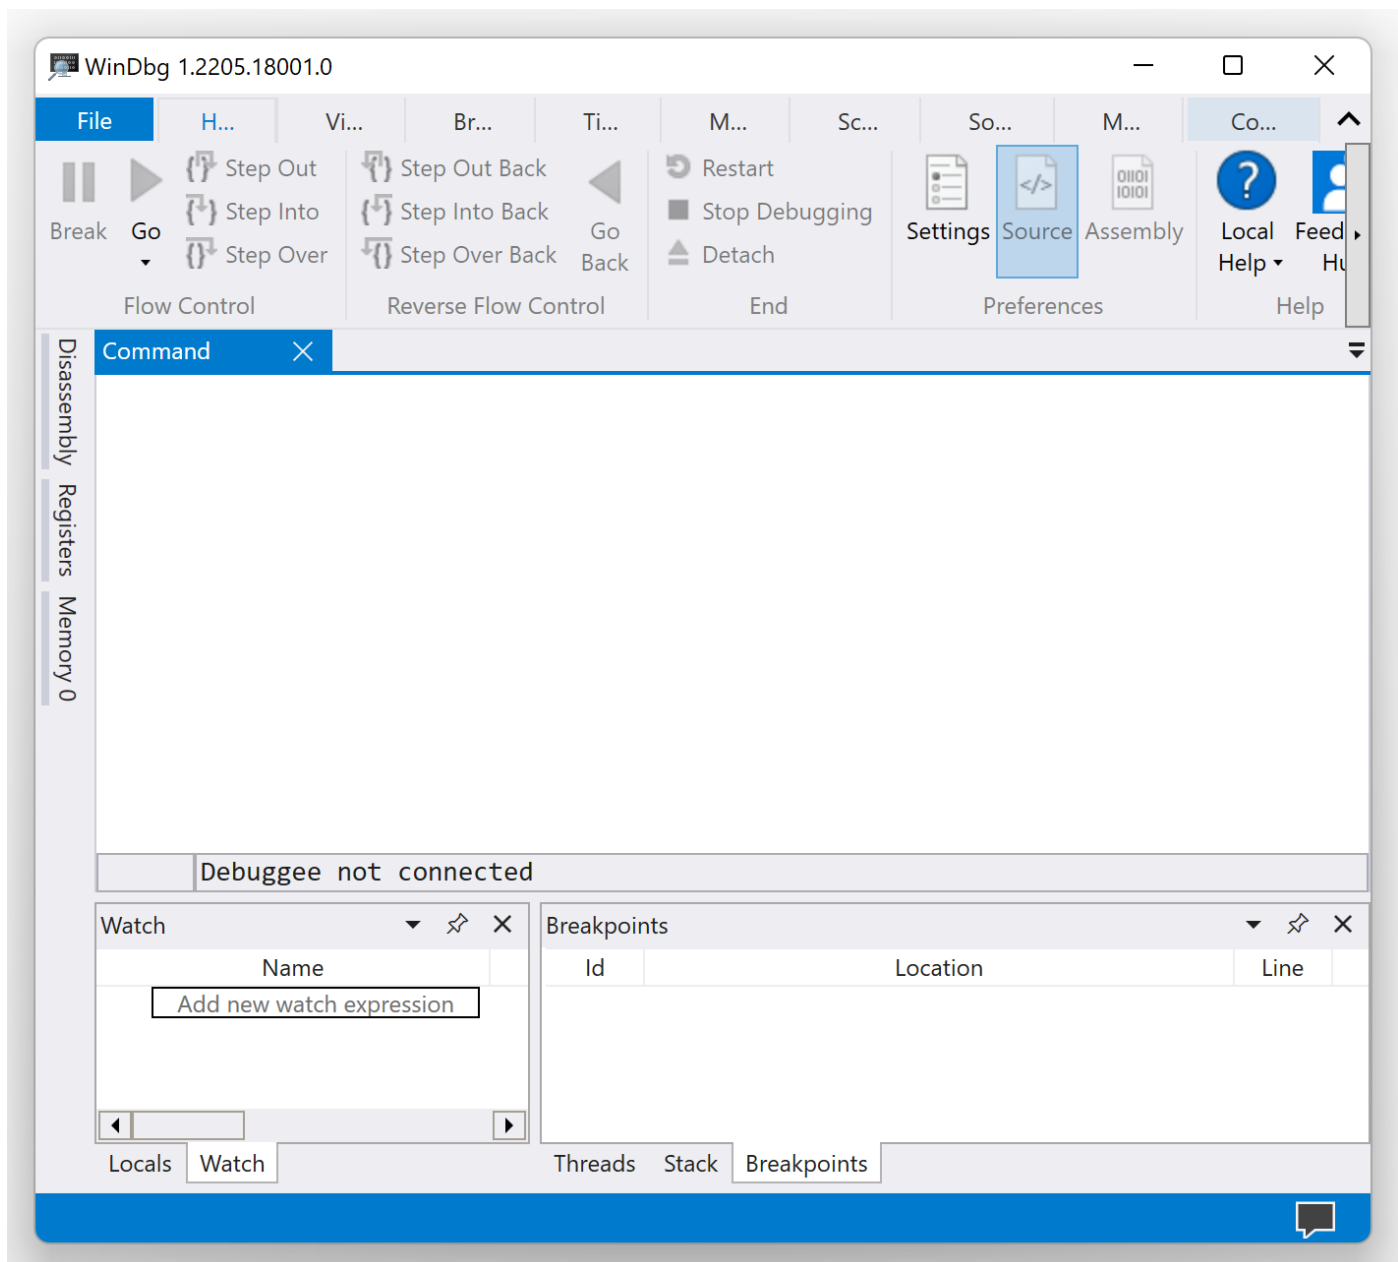 WinDbg 1.2205.18001.0
File H... Vi... Br... Ti... M... Sc... So... M... Co...
Step Out Step Out Back Restart
Step Into Step Into Back Stop Debugging
Break Go Go Back Settings Source Assembly Local Help Feed Hu
Step Over Step Over Back Detach
Flow Control Reverse Flow Control End Preferences Help
Disassembly
Registers
Memory 0
Command
Debuggee not connected
Watch
Name
Add new watch expression
Locals Watch
Breakpoints
Id Location Line
Threads Stack Breakpoints